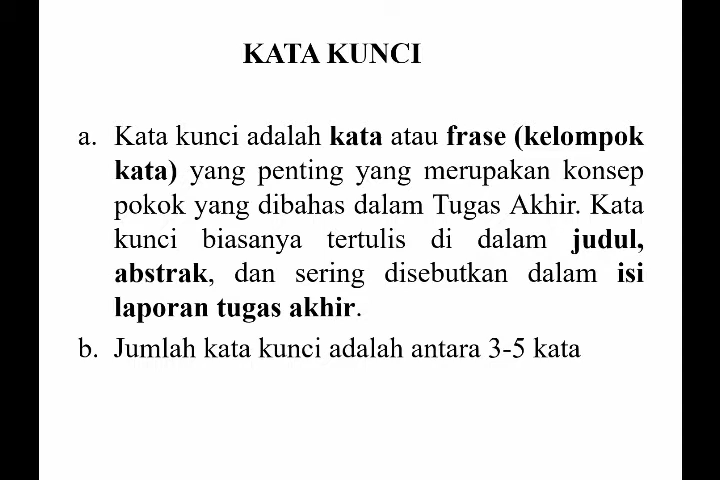 KATA KUNCI
a. Kata kunci adalah kata atau frase (kelompok
kata) yang penting yang merupakan konsep
pokok yang dibahas dalam Tugas Akhir. Kata
kunci biasanya tertulis di dalam judul,
abstrak, dan sering disebutkan dalam isi
laporan tugas akhir.
b. Jumlah kata kunci adalah antara 3-5 kata